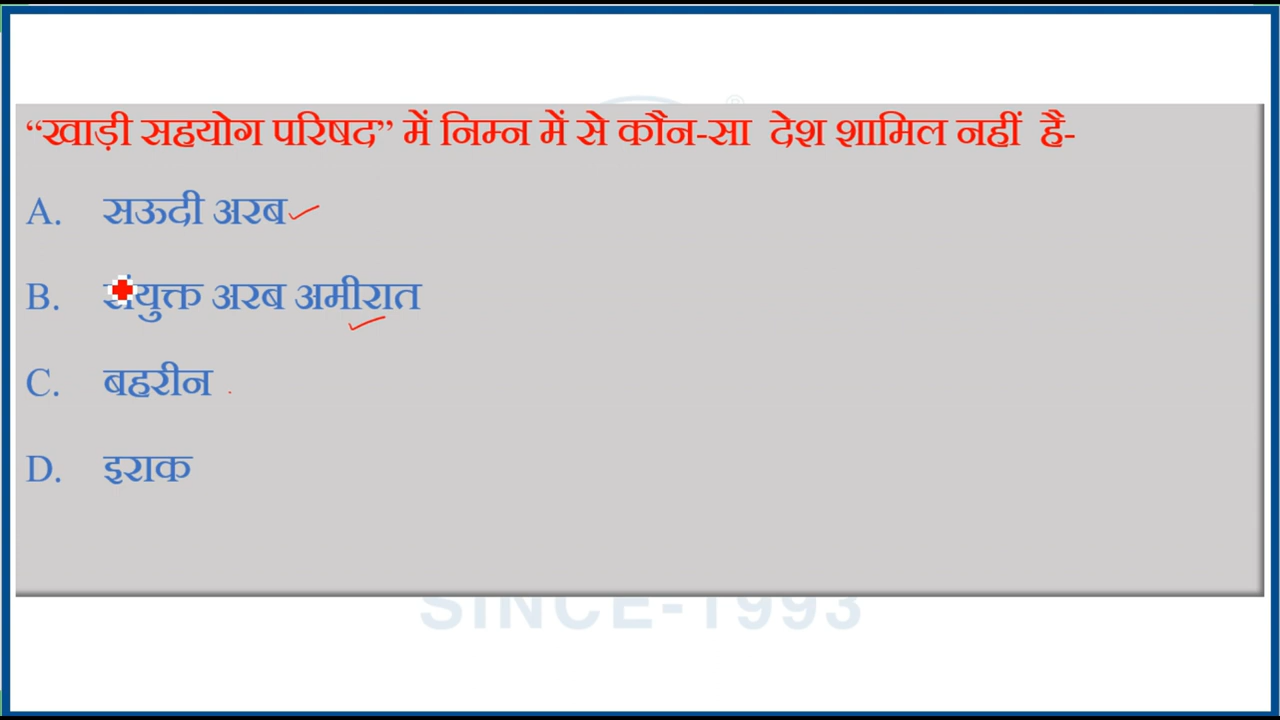 “खाड़ी सहयोग परिषद” में निम्न में से कौन-सा देश शामिल नहीं है-
A. सऊदी अरब
B. संयुक्त अरब अमीरात
C. बहरीन
D. इराक
SINCE-1993